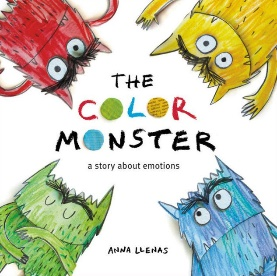 THE
COLOR
MONSTER
a story about emotions
ANNA LLENAS